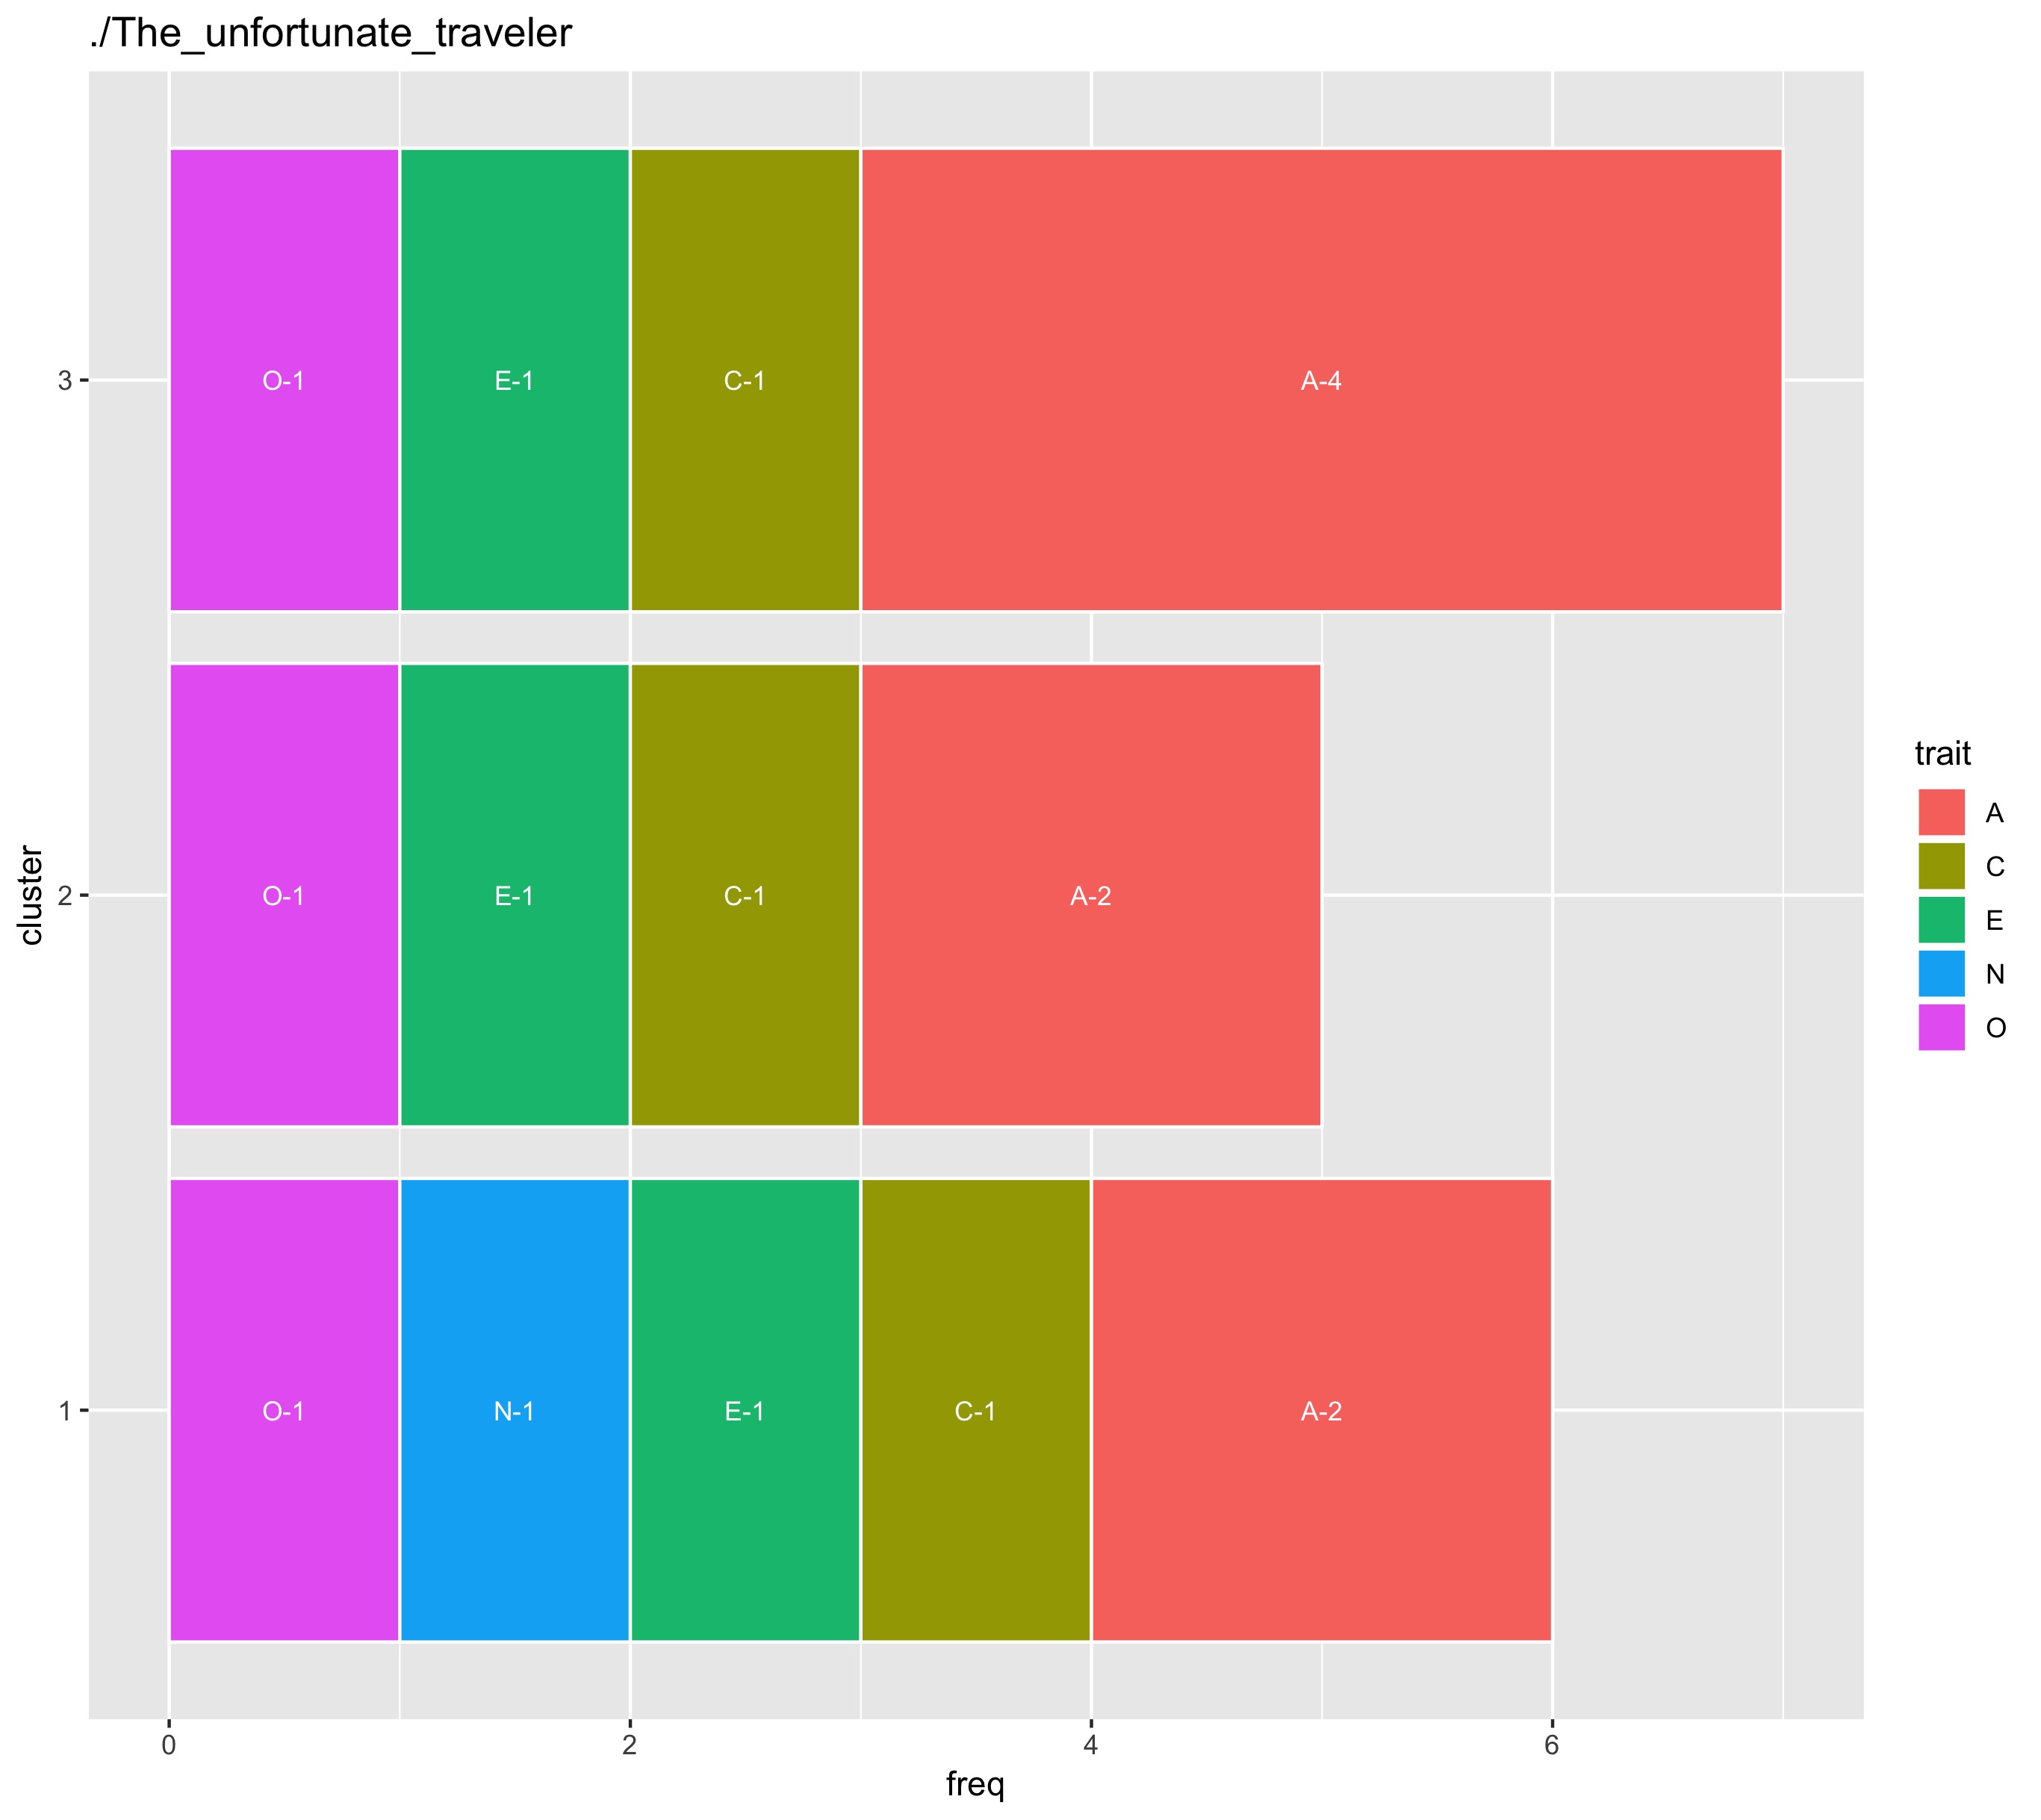 ./The_unfortunate_traveler
cluster
3
O-1 E-1 C-1 A-4
2
O-1 E-1 C-1 A-2
1
O-1 N-1 E-1 C-1 A-2
0 2 4 6
freq
trait
A
C
E
N
O